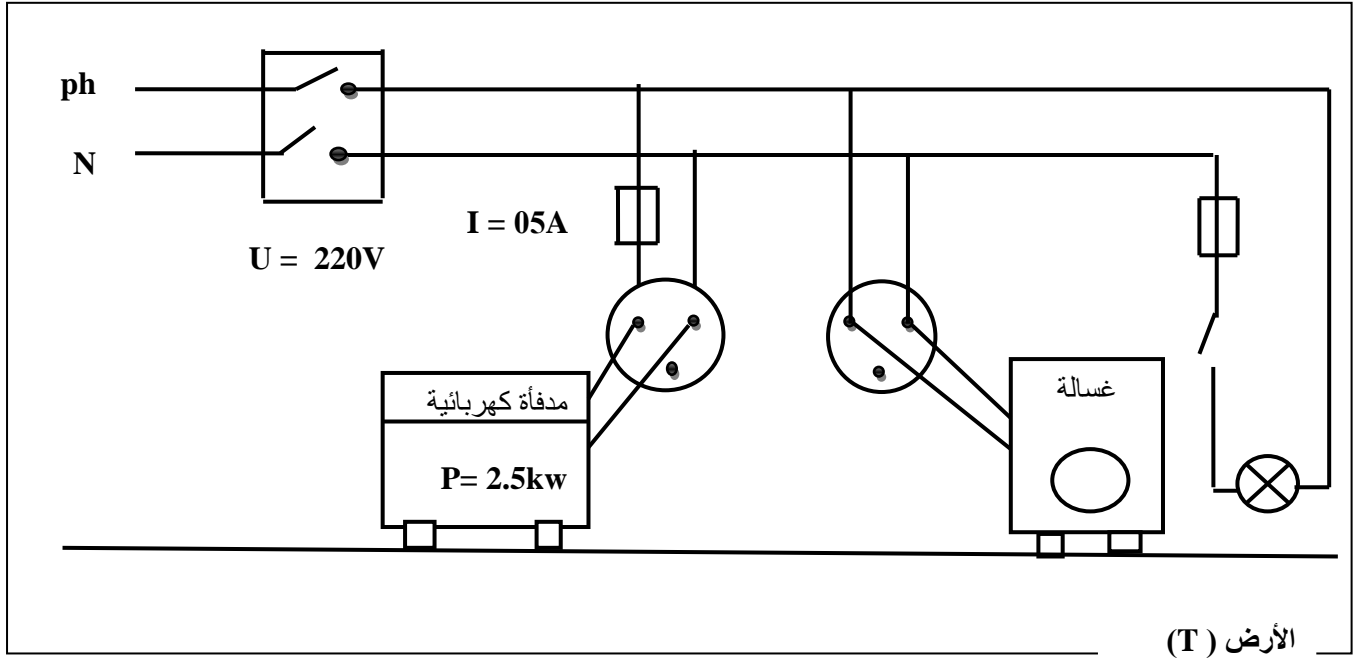 ph
N
I = 05A
U = 220V
مدفأة كهربائية
غسالة
P= 2.5kw
الأرض ( T)